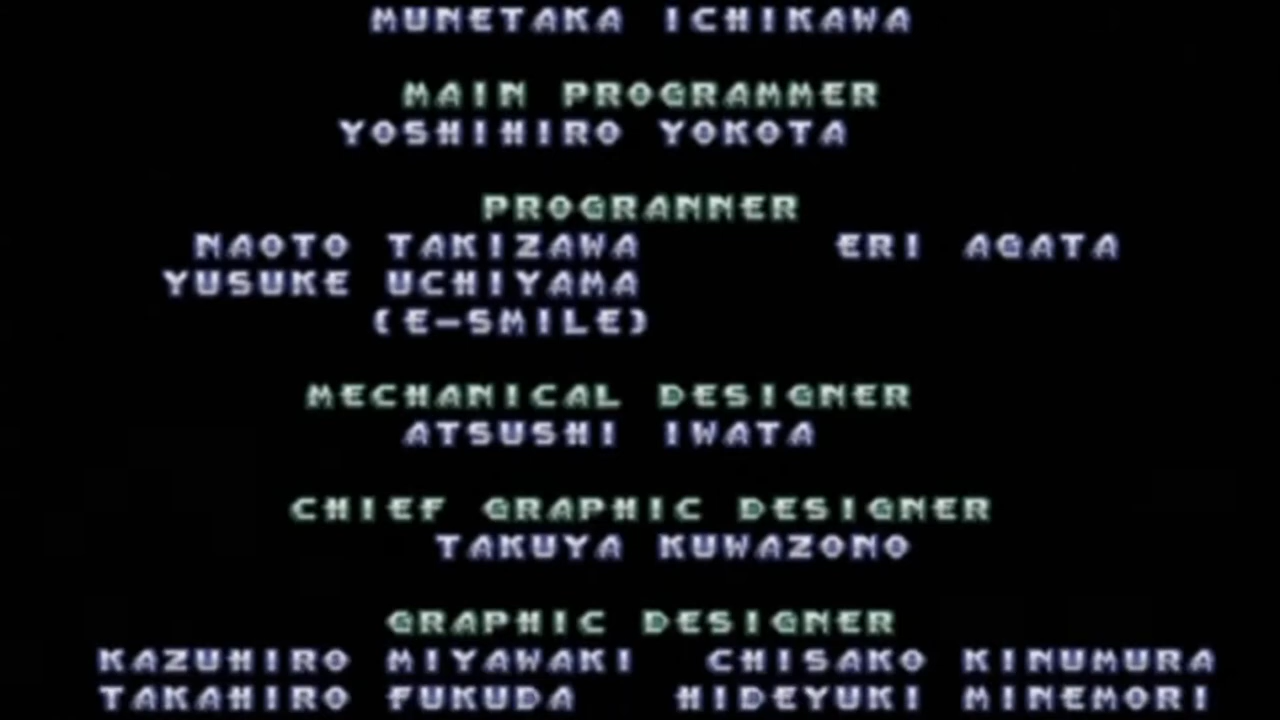 MUNETAKA ICHIKAWA
MAIN PROGRAMMER
YOSHIHIRO YOKOTA
PROGRANNER
NAOTO TAKIZAWA ERI AGATA
YUSUKE UCHIYAMA
(E-SMILE)
MECHANICAL DESIGNER
ATSUSHI IWATA
CHIEF GRAPHIC DESIGNER
TAKUYA KUWAZONO
GRAPHIC DESIGNER
KAZUHIRO MIYAWAKI CHISAKO KINUMURA
TAKAHIRO FUKUDA HIDEYUKI MINEMORI